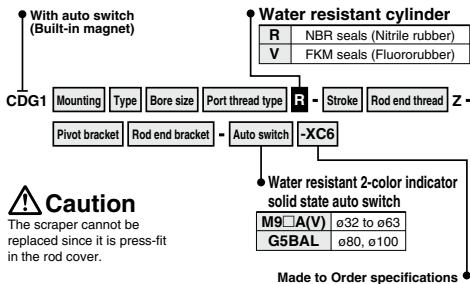 With auto switch
(Built-in magnet)
Water resistant cylinder
R NBR seals (Nitrile rubber)
V FKM seals (Fluororubber)
CDG1 Mounting Type Bore size Port thread type R - Stroke Rod end thread Z -
Pivot bracket Rod end bracket - Auto switch -XC6
Caution
The scraper cannot be
replaced since it is press-fit
in the rod cover.
Water resistant 2-color indicator
solid state auto switch
M9□A(V) ø32 to ø63
G5BAL ø80, ø100
Made to Order specifications